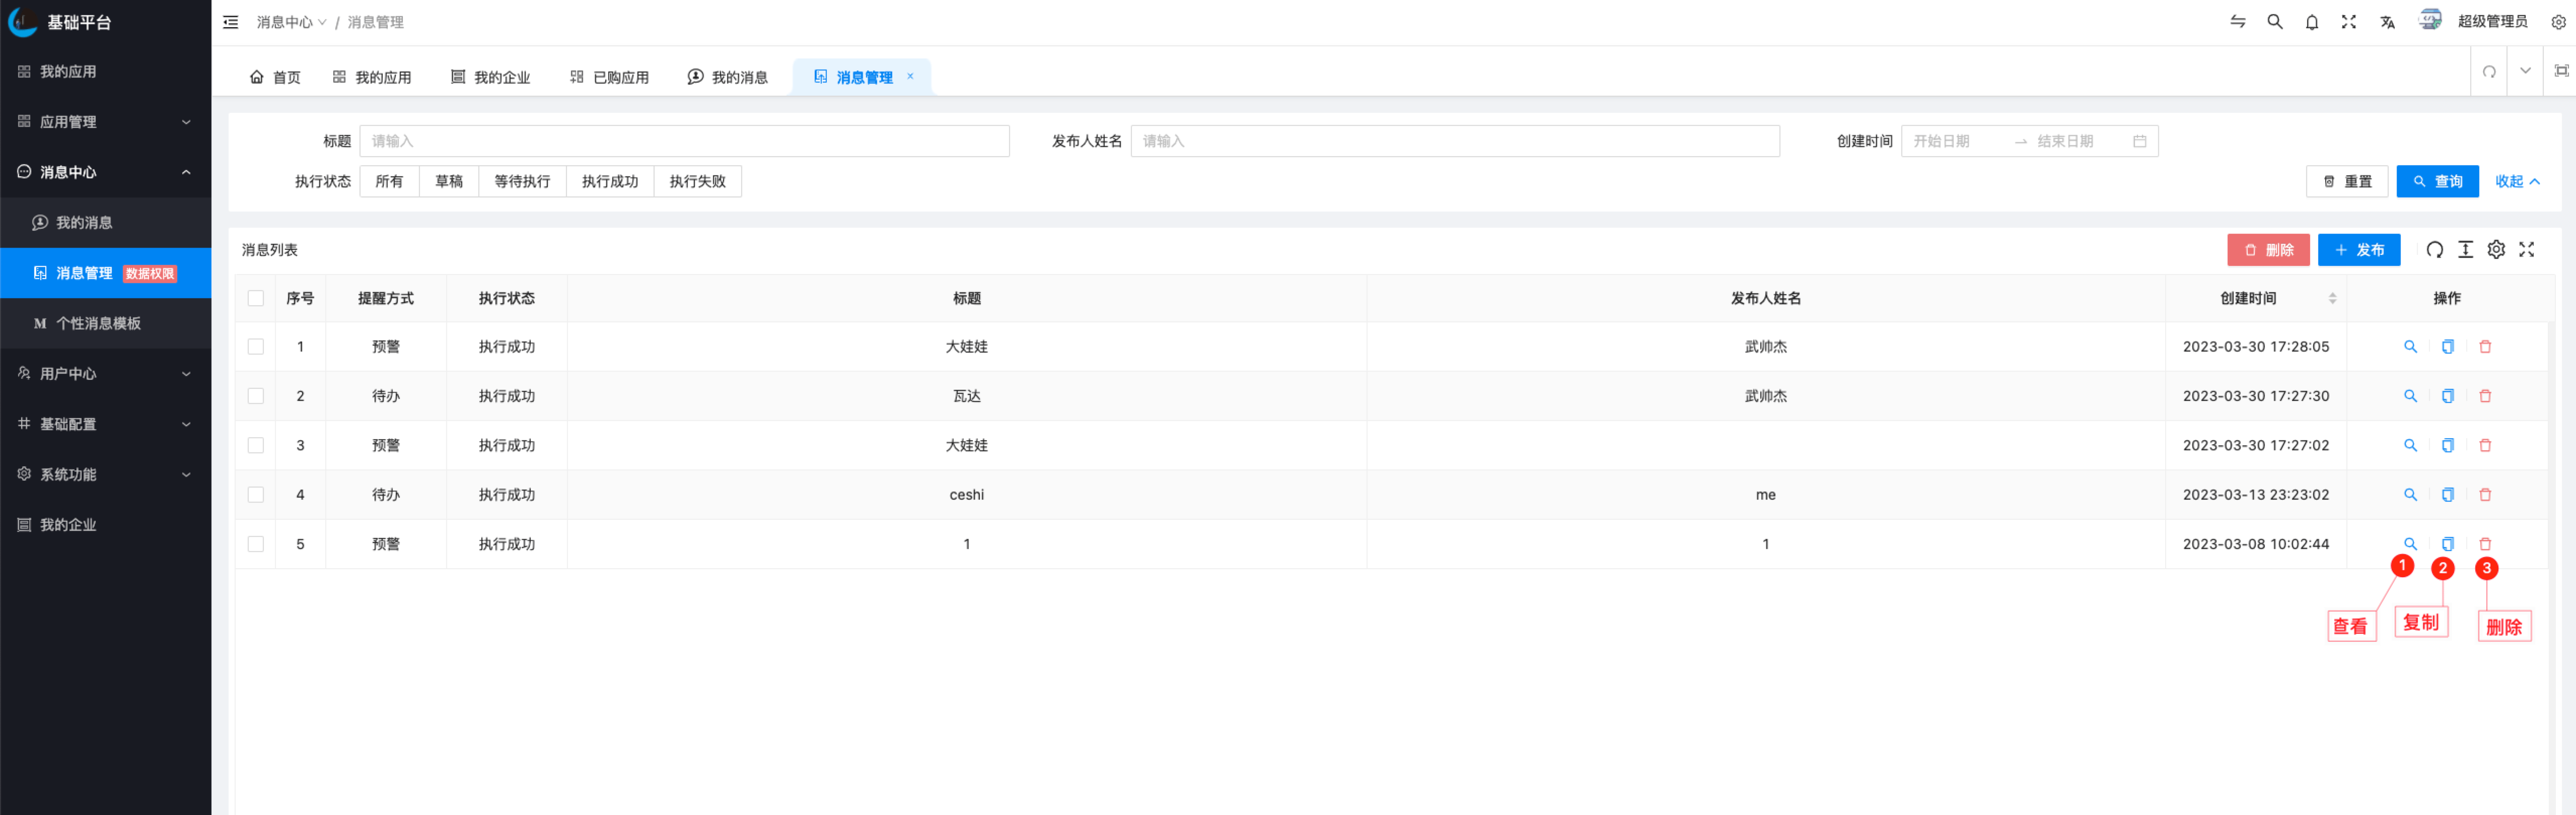 基础平台
消息中心 / 消息管理
超级管理员
我的应用
应用管理
消息中心
我的消息
消息管理 数据权限
M 个性消息模板
用户中心
基础配置
系统功能
我的企业
首页 我的应用 我的企业 已购应用 我的消息 消息管理 ×
标题 请输入 发布人姓名 请输入 创建时间 开始日期 → 结束日期
执行状态 所有 草稿 等待执行 执行成功 执行失败 重置 查询 收起
消息列表 删除 + 发布
序号 提醒方式 执行状态 标题 发布人姓名 创建时间 操作
1 预警 执行成功 大娃娃 武帅杰 2023-03-30 17:28:05
2 待办 执行成功 瓦达 武帅杰 2023-03-30 17:27:30
3 预警 执行成功 大娃娃 2023-03-30 17:27:02
4 待办 执行成功 ceshi me 2023-03-13 23:23:02
5 预警 执行成功 1 1 2023-03-08 10:02:44
1 2 3
查看 复制 删除